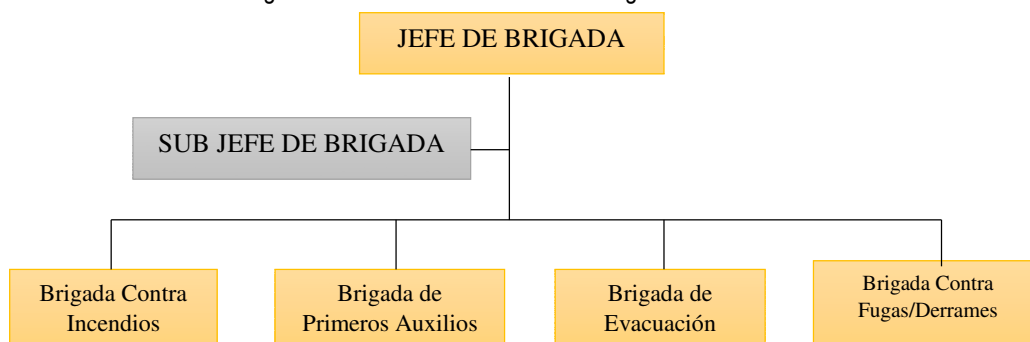 JEFE DE BRIGADA
SUB JEFE DE BRIGADA
Brigada Contra
Incendios
Brigada de
Primeros Auxilios
Brigada de
Evacuación
Brigada Contra
Fugas/Derrames